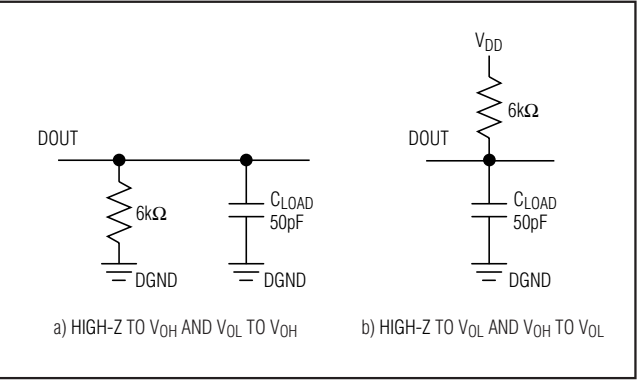 DOUT
6kΩ
DGND
CLOAD
50pF
DGND
a) HIGH-Z TO VOH AND VOL TO VOH
VDD
6kΩ
DOUT
CLOAD
50pF
DGND
b) HIGH-Z TO VOL AND VOH TO VOL